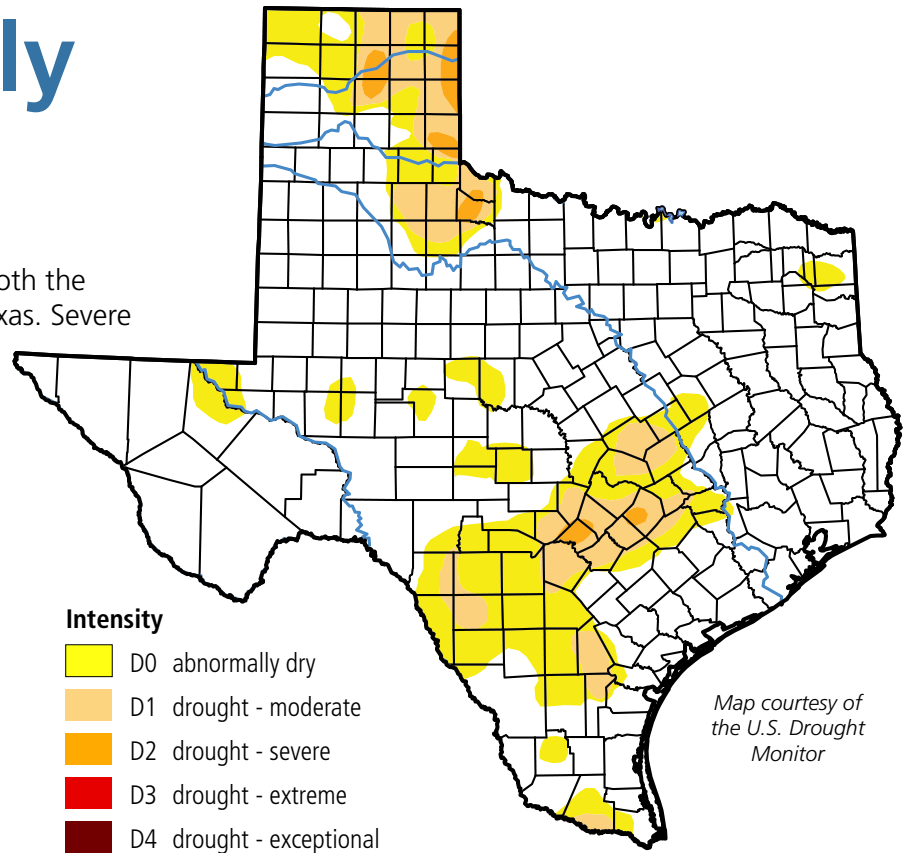 ly
oth the
xas. Severe
Intensity
D0 abnormally dry
D1 drought - moderate
D2 drought - severe
D3 drought - extreme
D4 drought - exceptional
Map courtesy of
the U.S. Drought
Monitor